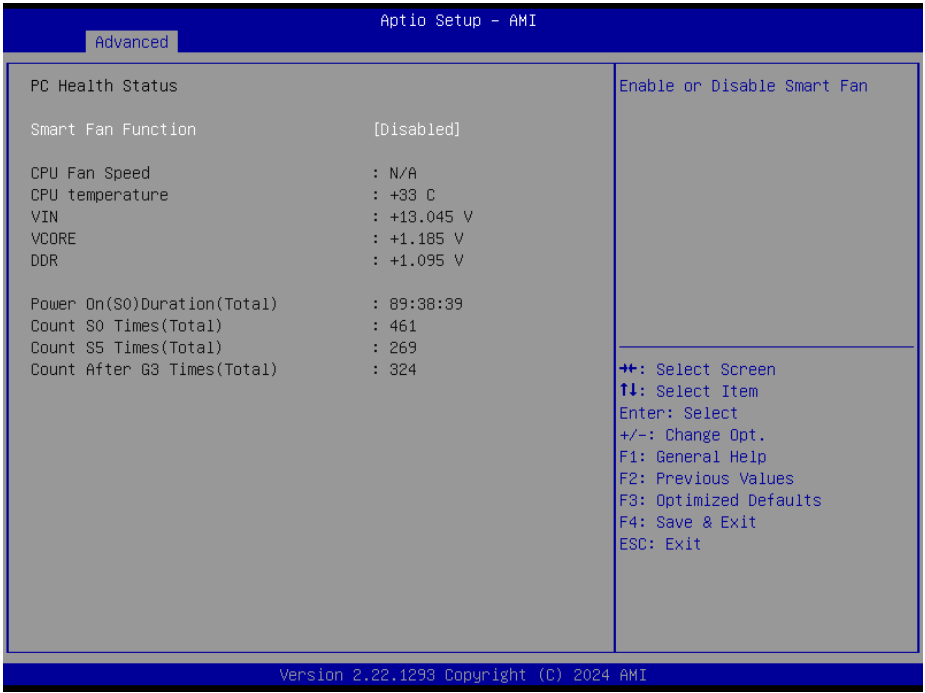 Aptio Setup – AMI
Advanced
PC Health Status
Smart Fan Function [Disabled]
CPU Fan Speed : N/A
CPU temperature : +33 C
VIN : +13.045 V
VCORE : +1.185 V
DDR : +1.095 V
Power On(S0)Duration(Total) : 89:38:39
Count S0 Times(Total) : 461
Count S5 Times(Total) : 269
Count After G3 Times(Total) : 324
Enable or Disable Smart Fan
→←: Select Screen
↑↓: Select Item
Enter: Select
+/-: Change Opt.
F1: General Help
F2: Previous Values
F3: Optimized Defaults
F4: Save & Exit
ESC: Exit
Version 2.22.1293 Copyright (C) 2024 AMI